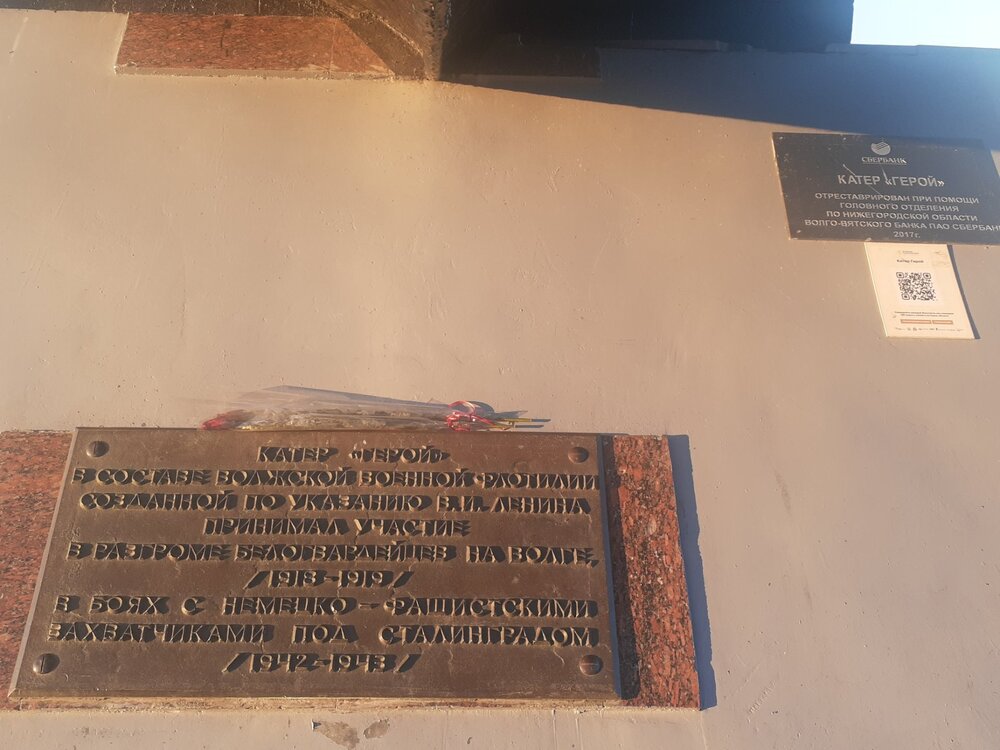 СБЕРБАНК
КАТЕР «ГЕРОЙ»
ОТРЕСТАВРИРОВАН ПРИ ПОМОЩИ
ГОЛОВНОГО ОТДЕЛЕНИЯ
ПО НИЖЕГОРОДСКОЙ ОБЛАСТИ
ВОЛГО-ВЯТСКОГО БАНКА ПАО СБЕРБАН
2017г.
Катер Герой
КАТЕР «ГЕРОЙ»
В СОСТАВЕ ВОЛЖСКОЙ ВОЕННОЙ ФЛОТИЛИИ
СОЗДАННОЙ ПО УКАЗАНИЮ В.И. ЛЕНИНА
ПРИНИМАЛ УЧАСТИЕ
В РАЗГРОМЕ БЕЛОГВАРДЕЙЦЕВ НА ВОЛГЕ,
/1918-1919/
В БОЯХ С НЕМЕЦКО-ФАШИСТСКИМИ
ЗАХВАТЧИКАМИ ПОД СТАЛИНГРАДОМ
/1942-1943/